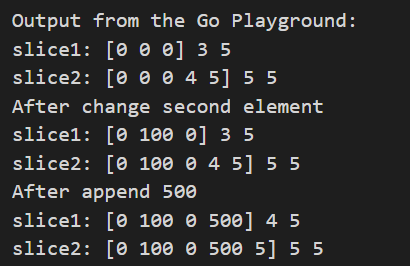 Output from the Go Playground:
slice1: [0 0 0] 3 5
slice2: [0 0 0 4 5] 5 5
After change second element
slice1: [0 100 0] 3 5
slice2: [0 100 0 4 5] 5 5
After append 500
slice1: [0 100 0 500] 4 5
slice2: [0 100 0 500 5] 5 5